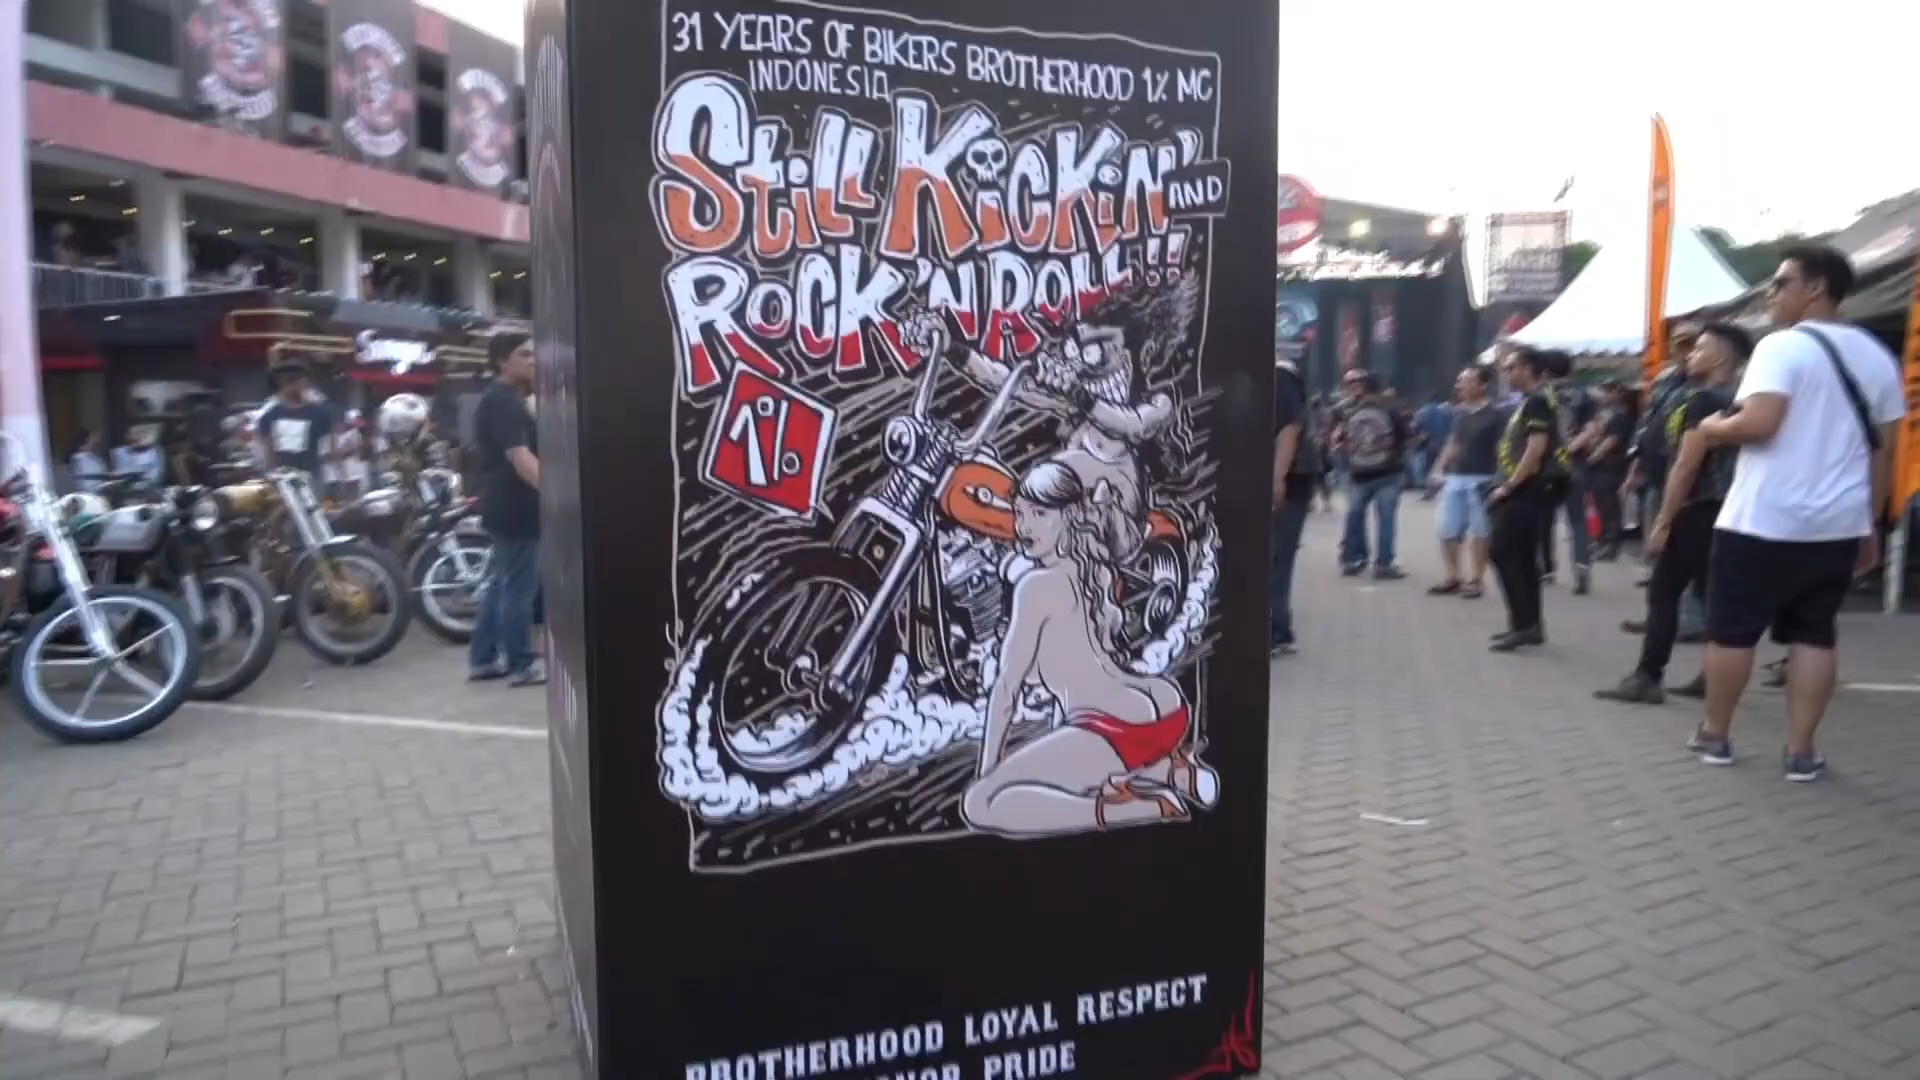 31 YEARS OF BIKERS BROTHERHOOD 1% MC
INDONESIA
Still Kickin' AND
Rock'N Roll!!
1%
BROTHERHOOD LOYAL RESPECT
PRIDE